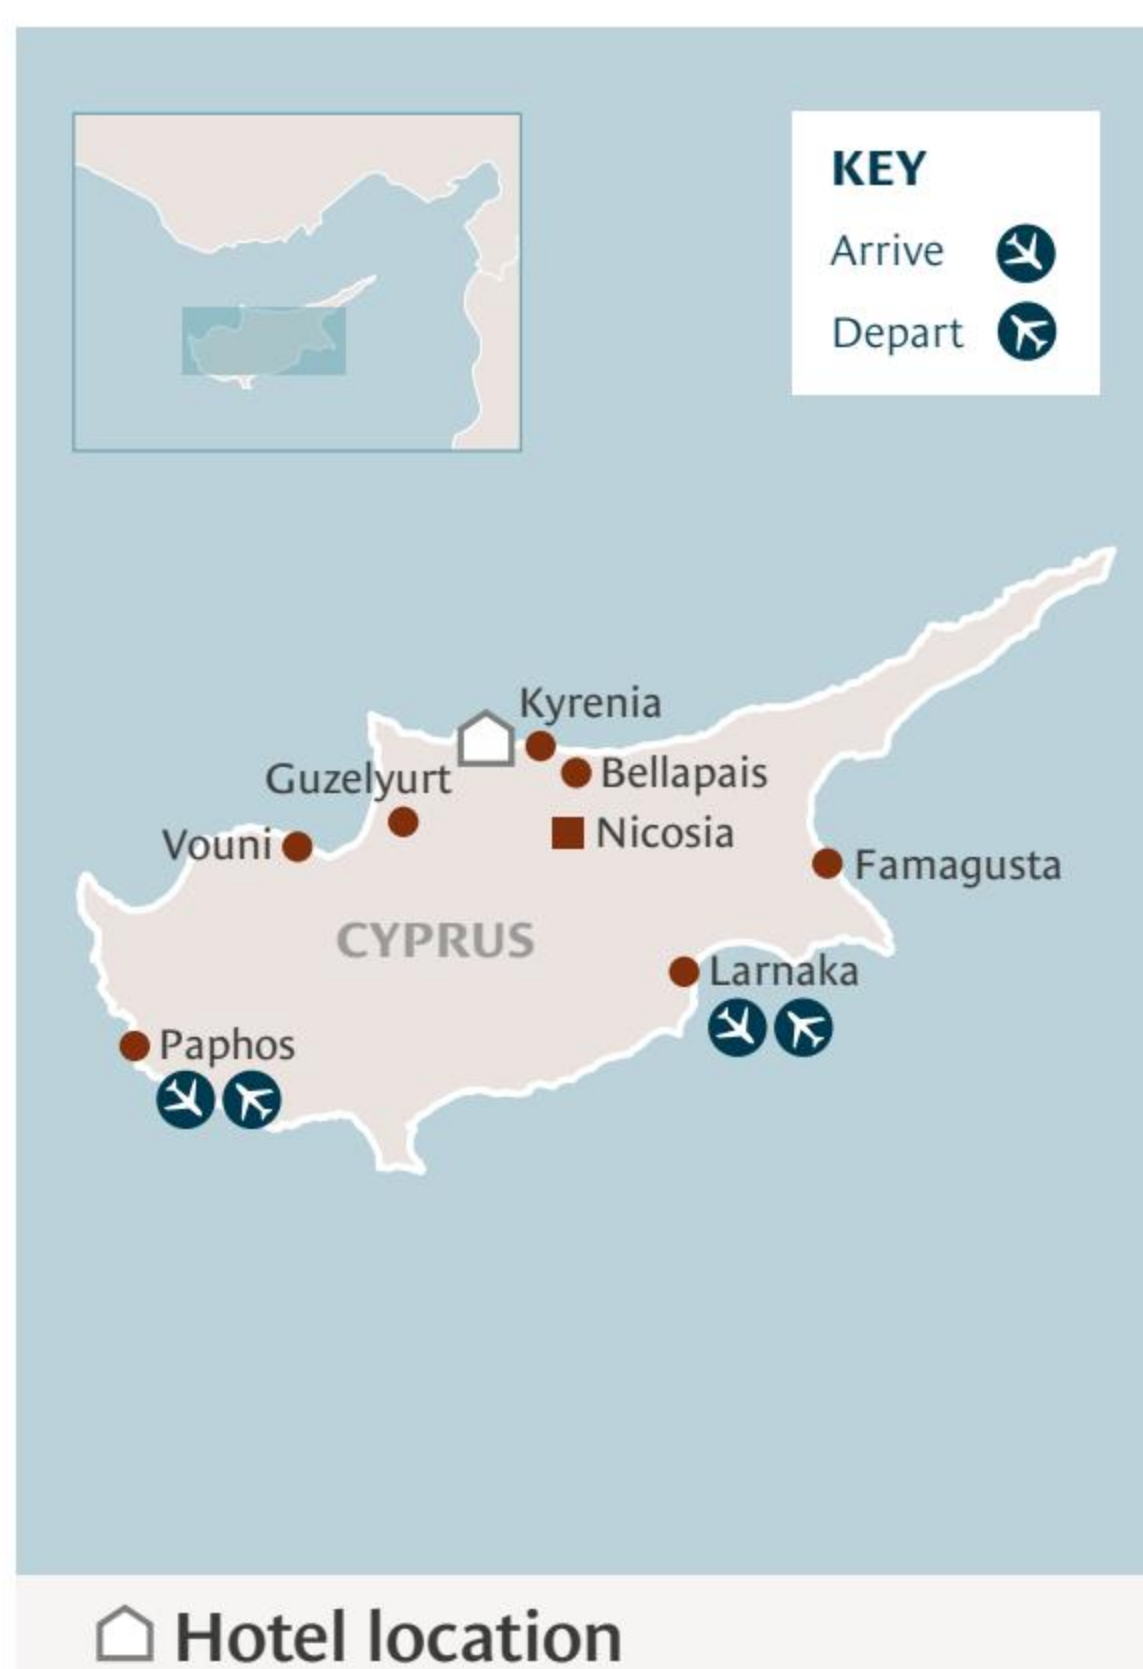 KEY
Arrive
Depart
Kyrenia
Guzelyurt
Bellapais
Vouni
Nicosia
Famagusta
CYPRUS
Larnaka
Paphos
Hotel location